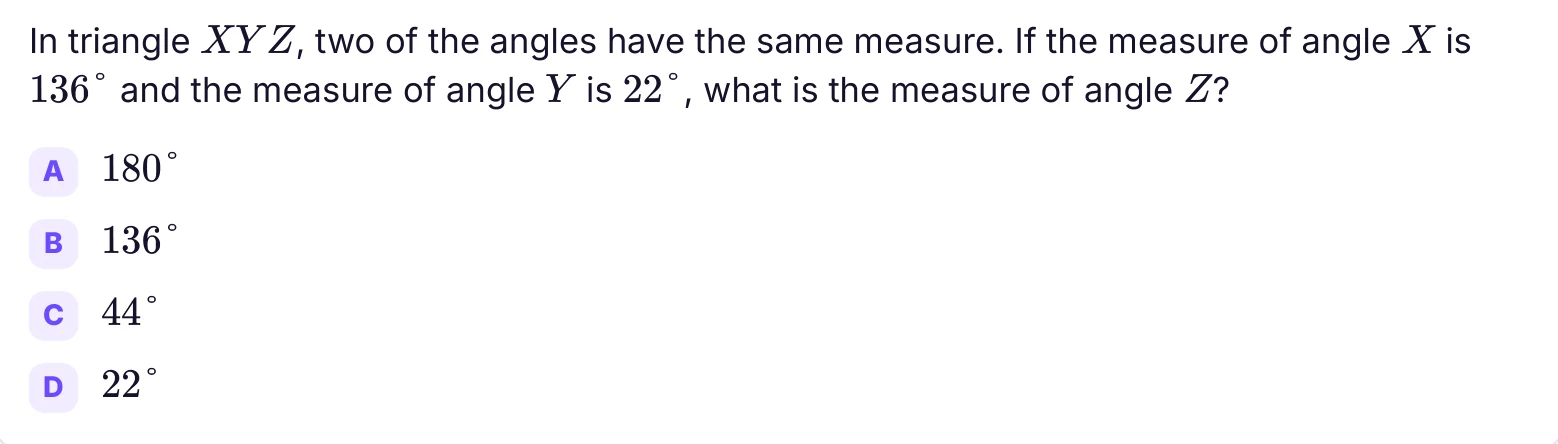 In triangle XYZ, two of the angles have the same measure. If the measure of angle X is
136° and the measure of angle Y is 22°, what is the measure of angle Z?
A 180°
B 136°
C 44°
D 22°